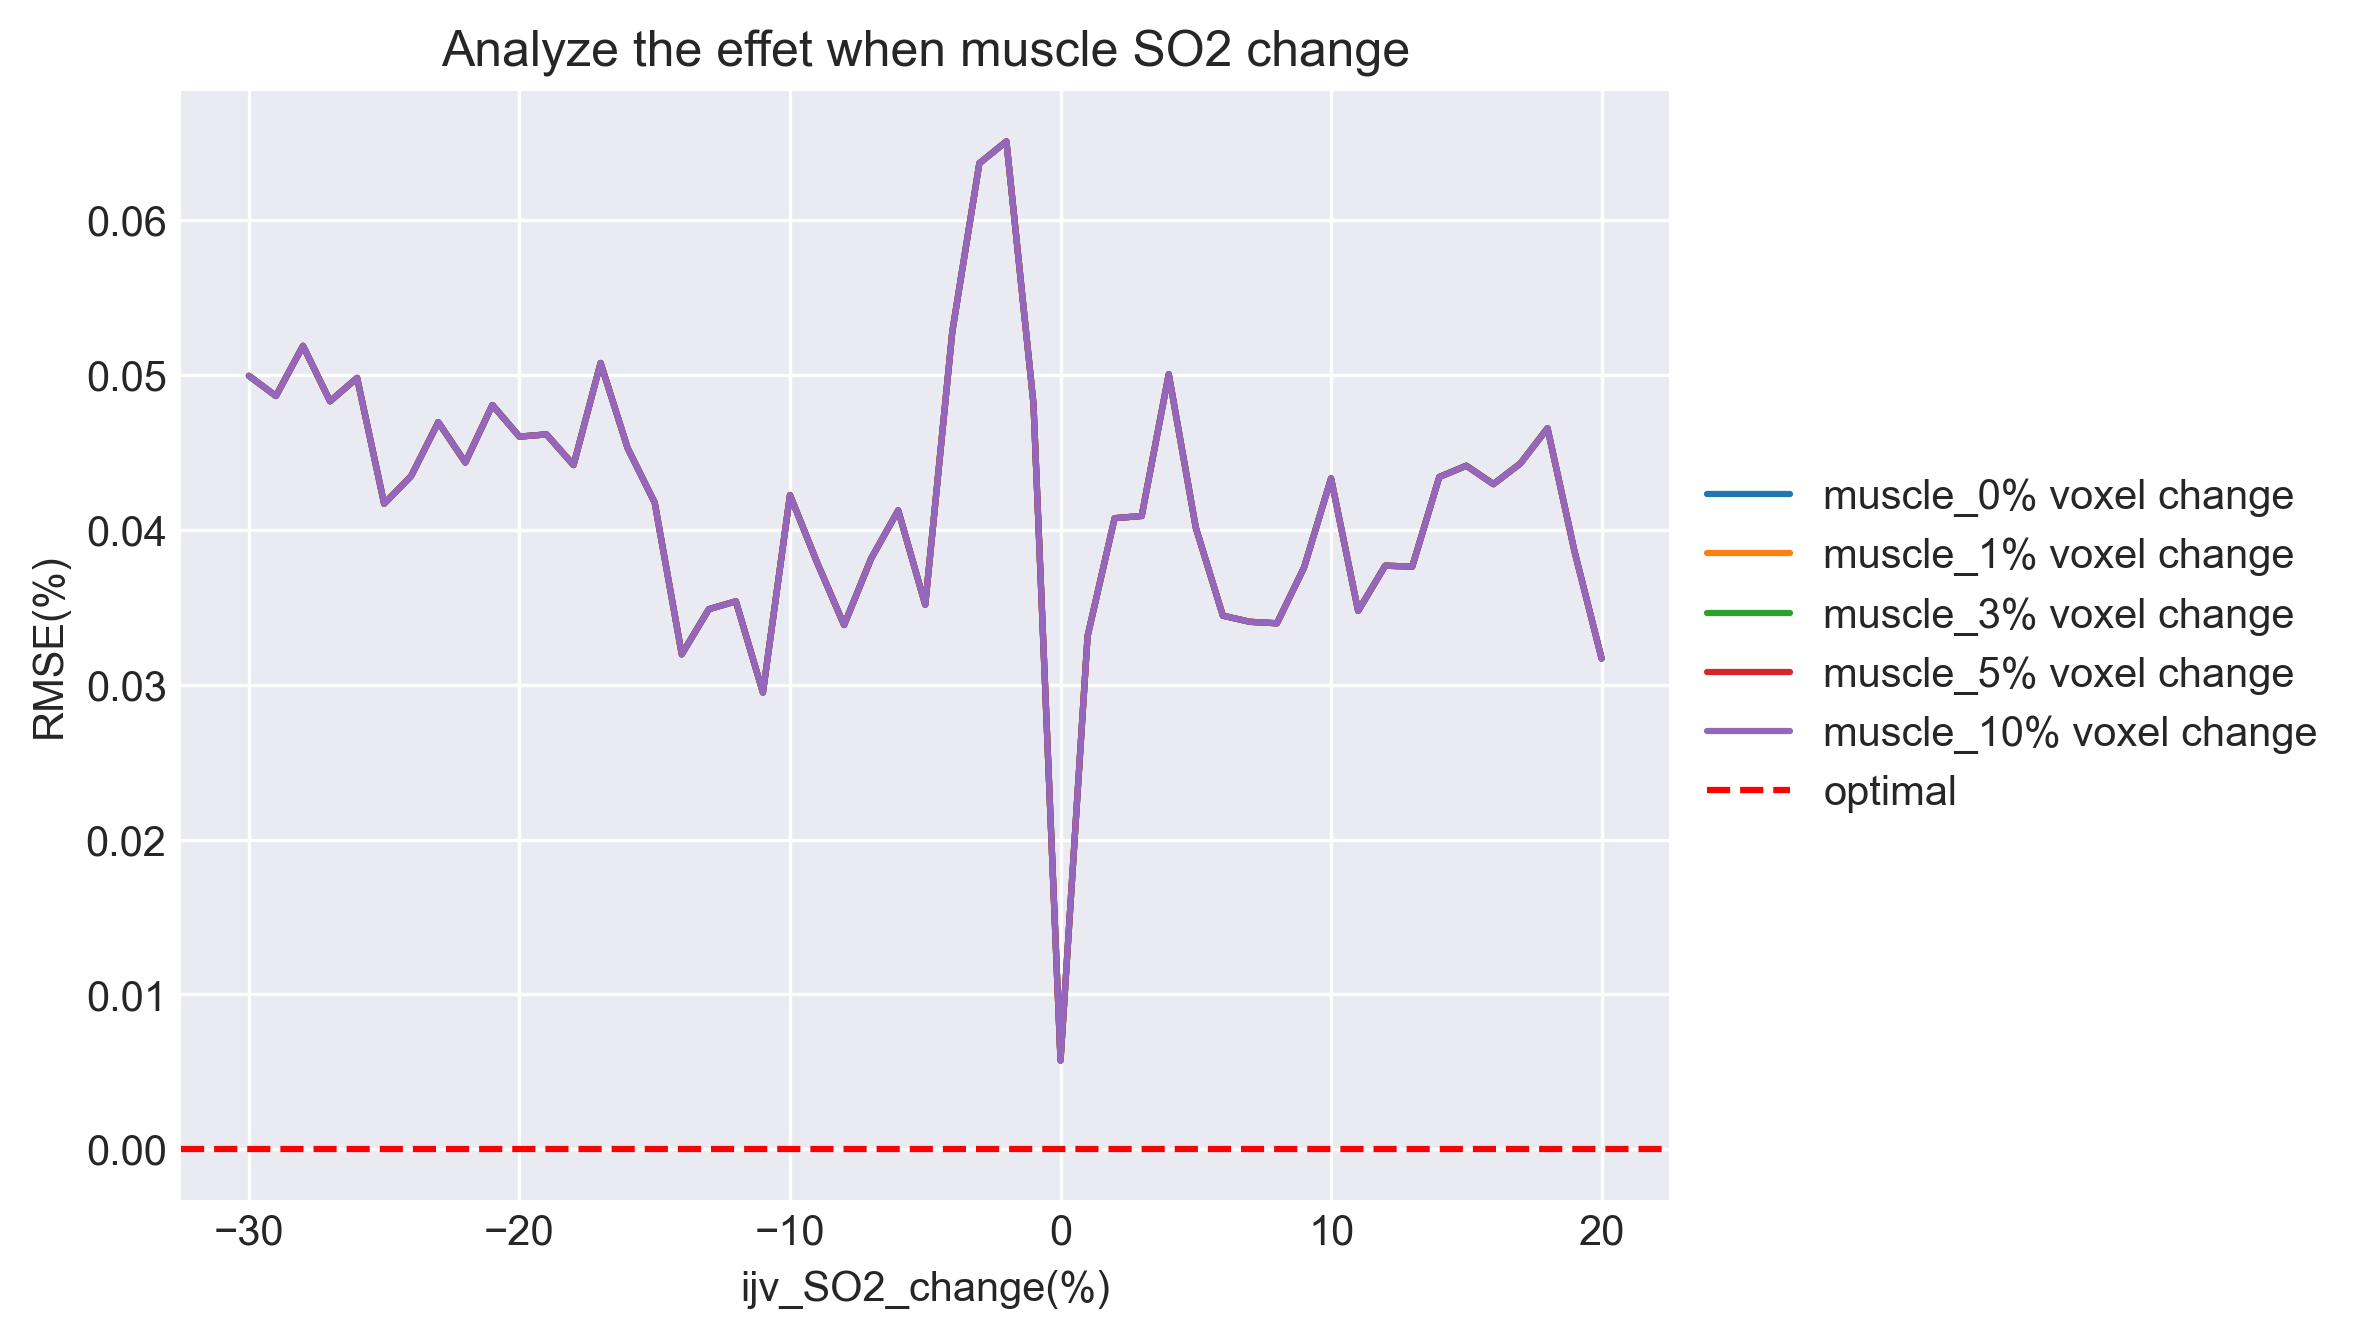 Analyze the effet when muscle SO2 change
RMSE(%)
0.06
0.05
0.04
0.03
0.02
0.01
0.00
−30
−20
−10
0
10
20
ijv_SO2_change(%)
muscle_0% voxel change
muscle_1% voxel change
muscle_3% voxel change
muscle_5% voxel change
muscle_10% voxel change
optimal